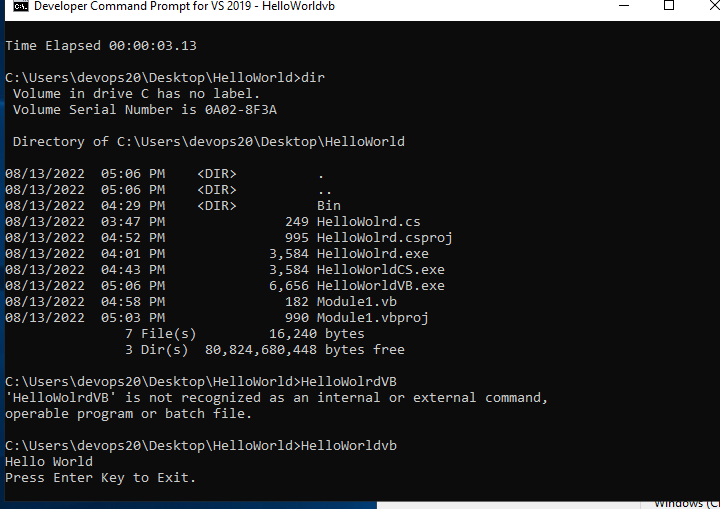 Developer Command Prompt for VS 2019 - HelloWorldvb
Time Elapsed 00:00:03.13
C:\Users\devops20\Desktop\HelloWorld>dir
 Volume in drive C has no label.
 Volume Serial Number is 0A02-8F3A
 Directory of C:\Users\devops20\Desktop\HelloWorld
08/13/2022  05:06 PM    <DIR>          .
08/13/2022  05:06 PM    <DIR>          ..
08/13/2022  04:29 PM    <DIR>          Bin
08/13/2022  03:47 PM               249 HelloWolrd.cs
08/13/2022  04:52 PM               995 HelloWolrd.csproj
08/13/2022  04:01 PM             3,584 HelloWolrd.exe
08/13/2022  04:43 PM             3,584 HelloWorldCS.exe
08/13/2022  05:06 PM             6,656 HelloWorldVB.exe
08/13/2022  04:58 PM               182 Module1.vb
08/13/2022  05:03 PM               990 Module1.vbproj
               7 File(s)         16,240 bytes
               3 Dir(s)  80,824,680,448 bytes free
C:\Users\devops20\Desktop\HelloWorld>HelloWolrdVB
'HelloWolrdVB' is not recognized as an internal or external command,
operable program or batch file.
C:\Users\devops20\Desktop\HelloWorld>HelloWorldvb
Hello World
Press Enter Key to Exit.
Windows (C